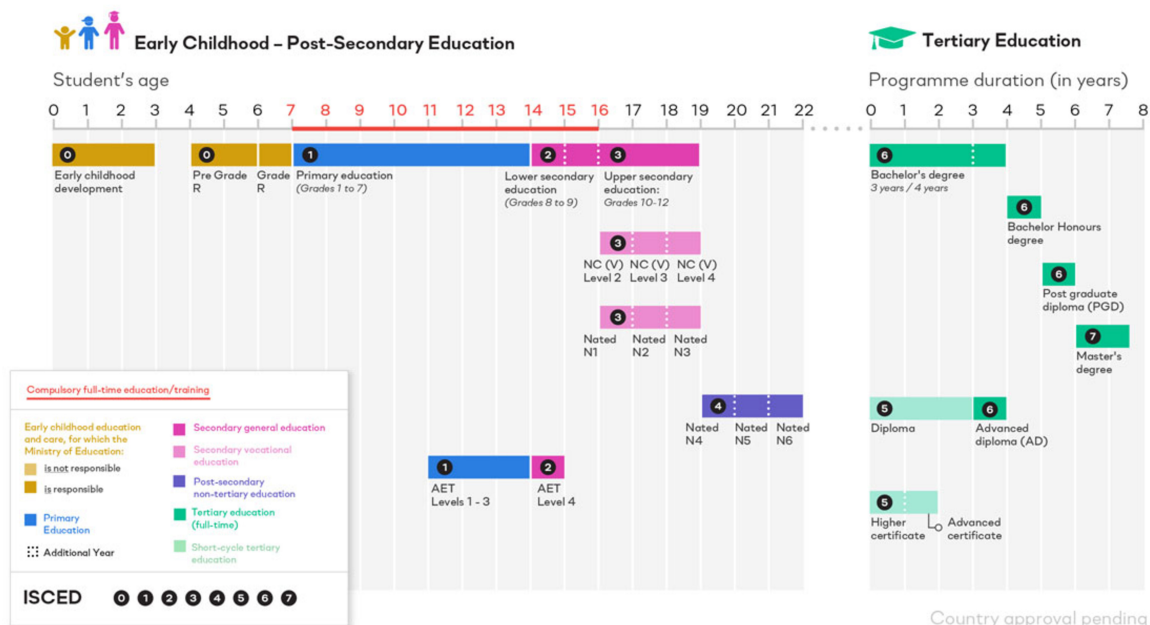 Early Childhood – Post-Secondary Education
Tertiary Education
Student's age
Programme duration (in years)
0 1 2 3 4 5 6 7 8 9 10 11 12 13 14 15 16 17 18 19 20 21 22
0 1 2 3 4 5 6 7 8
0
Early childhood
development
0
Pre Grade
R
Grade
R
1
Primary education
(Grades 1 to 7)
2
Lower secondary
education
(Grades 8 to 9)
3
Upper secondary
education:
Grades 10-12
6
Bachelor's degree
3 years / 4 years
6
Bachelor Honours
degree
3
NC (V) NC (V) NC (V)
Level 2 Level 3 Level 4
6
Post graduate
diploma (PGD)
3
Nated Nated Nated
N1 N2 N3
7
Master's
degree
4
Nated Nated Nated
N4 N5 N6
5
Diploma
6
Advanced
diploma (AD)
1
AET
Levels 1 - 3
2
AET
Level 4
5
Higher
certificate
Advanced
certificate
Compulsory full-time education/training
Early childhood education
and care, for which the
Ministry of Education:
is not responsible
is responsible
Primary
Education
Additional Year
Secondary general education
Secondary vocational
education
Post-secondary
non-tertiary education
Tertiary education
(full-time)
Short-cycle tertiary
education
ISCED 0 1 2 3 4 5 6 7
Country approval pending